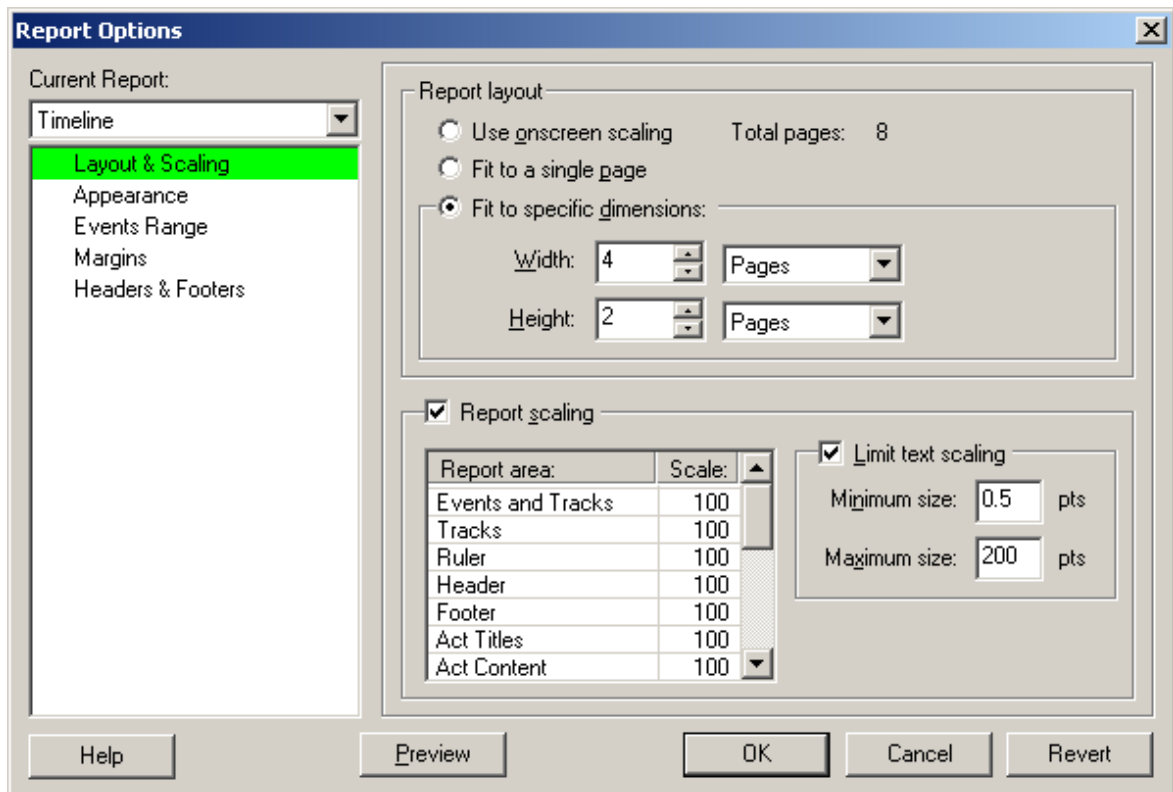 Report Options
Current Report:
Timeline
Layout & Scaling
Appearance
Events Range
Margins
Headers & Footers
Report layout
Use onscreen scaling Total pages: 8
Fit to a single page
Fit to specific dimensions:
Width: 4 Pages
Height: 2 Pages
Report scaling
Report area: Scale:
Events and Tracks 100
Tracks 100
Ruler 100
Header 100
Footer 100
Act Titles 100
Act Content 100
Limit text scaling
Minimum size: 0.5 pts
Maximum size: 200 pts
Help Preview OK Cancel Revert